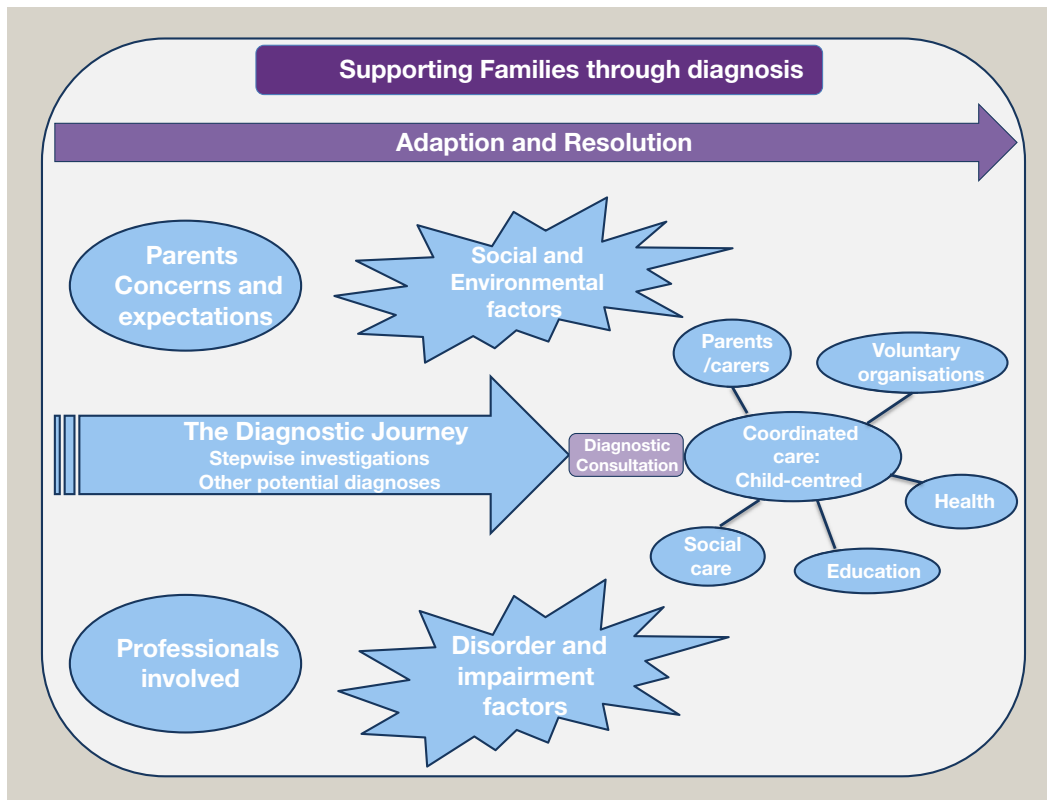 Supporting Families through diagnosis
Adaption and Resolution
Parents
Concerns and
expectations
Social and
Environmental
factors
Parents
/carers
Voluntary
organisations
The Diagnostic Journey
Stepwise investigations
Other potential diagnoses
Diagnostic
Consultation
Coordinated
care:
Child-centred
Health
Social
care
Education
Professionals
involved
Disorder and
impairment
factors